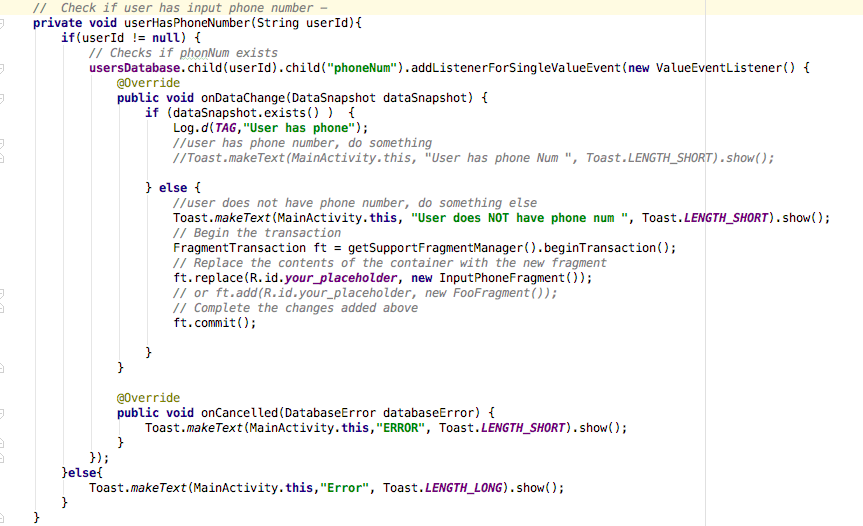 //  Check if user has input phone number –
private void userHasPhoneNumber(String userId){
    if(userId != null) {
        // Checks if phonNum exists
        usersDatabase.child(userId).child("phoneNum").addListenerForSingleValueEvent(new ValueEventListener() {
            @Override
            public void onDataChange(DataSnapshot dataSnapshot) {
                if (dataSnapshot.exists() )  {
                    Log.d(TAG,"User has phone");
                    //user has phone number, do something
                    //Toast.makeText(MainActivity.this, "User has phone Num ", Toast.LENGTH_SHORT).show();
                } else {
                    //user does not have phone number, do something else
                    Toast.makeText(MainActivity.this, "User does NOT have phone num ", Toast.LENGTH_SHORT).show();
                    // Begin the transaction
                    FragmentTransaction ft = getSupportFragmentManager().beginTransaction();
                    // Replace the contents of the container with the new fragment
                    ft.replace(R.id.your_placeholder, new InputPhoneFragment());
                    // or ft.add(R.id.your_placeholder, new FooFragment());
                    // Complete the changes added above
                    ft.commit();
                }
            }
            @Override
            public void onCancelled(DatabaseError databaseError) {
                Toast.makeText(MainActivity.this,"ERROR", Toast.LENGTH_SHORT).show();
            }
        });
    }else{
        Toast.makeText(MainActivity.this,"Error", Toast.LENGTH_LONG).show();
    }
}